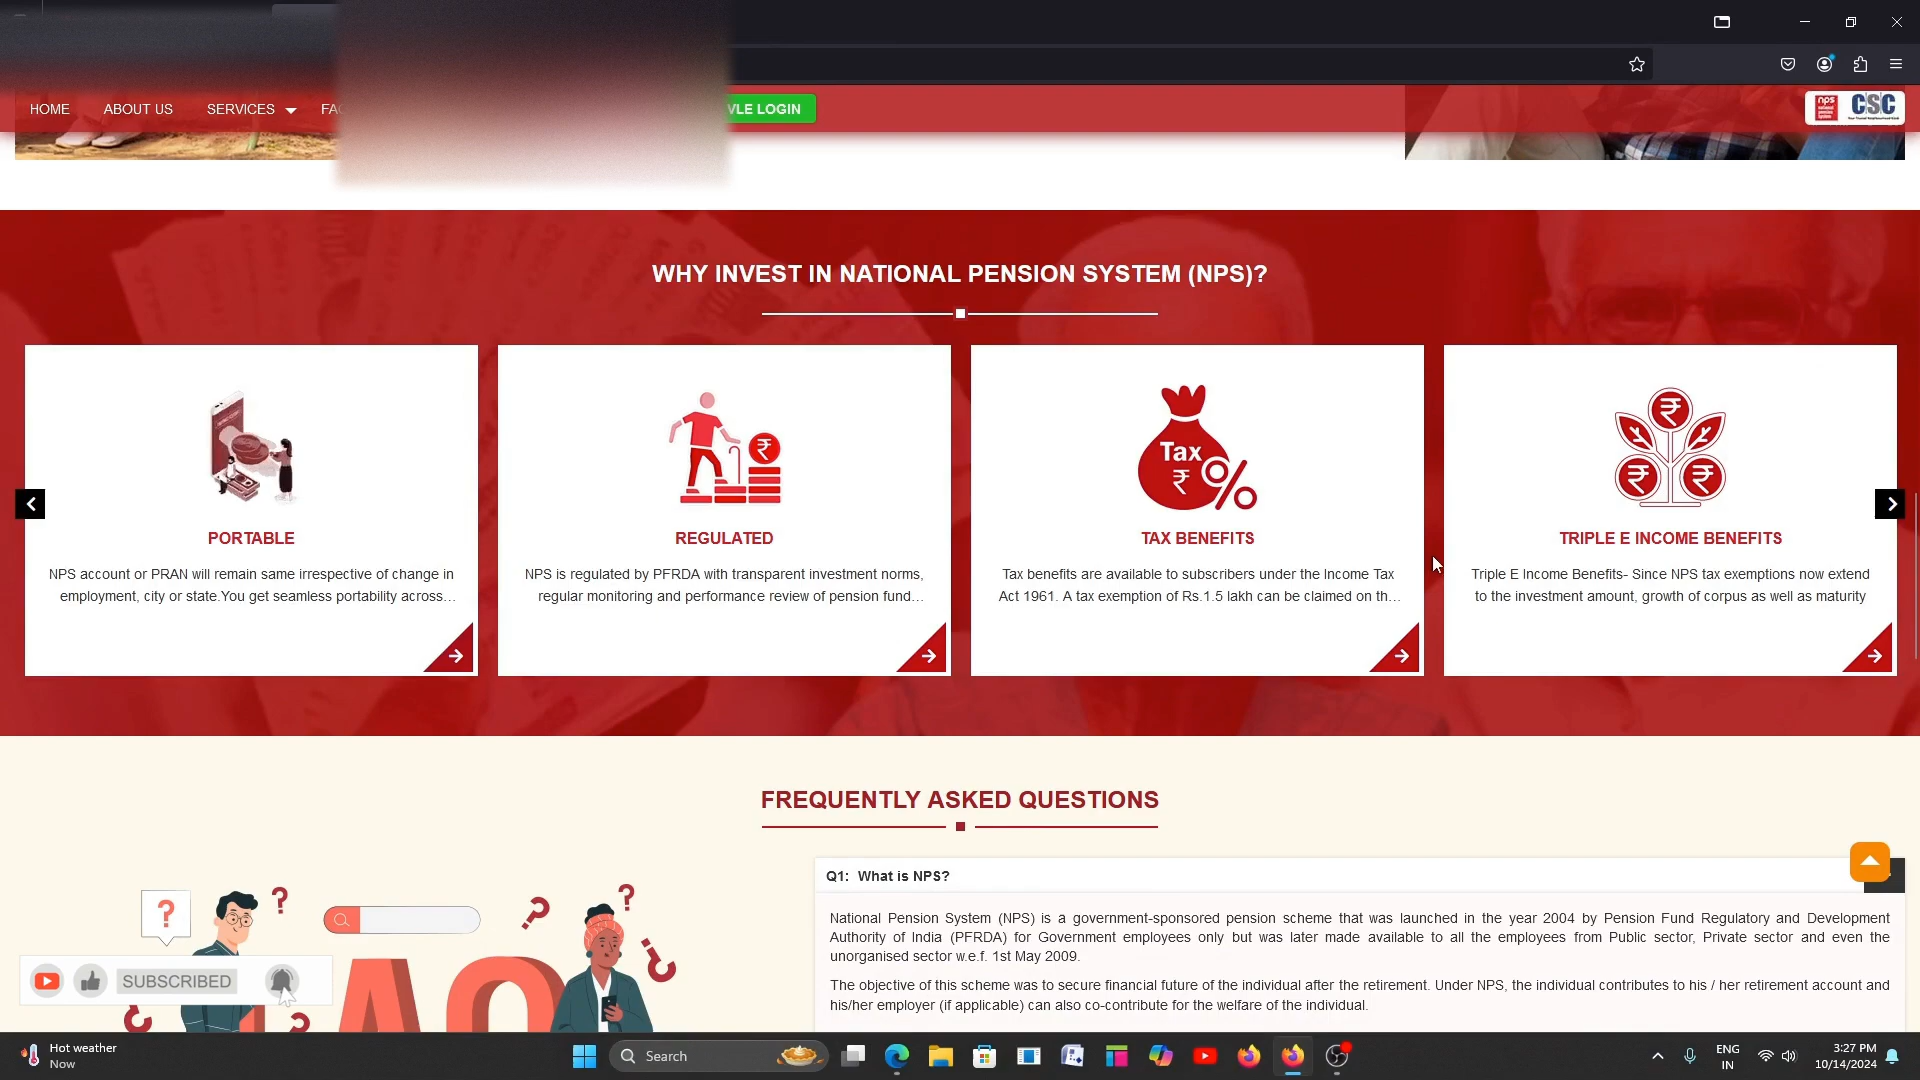 HOME ABOUT US SERVICES VLE LOGIN
nps CSC
WHY INVEST IN NATIONAL PENSION SYSTEM (NPS)?
PORTABLE
NPS account or PRAN will remain same irrespective of change in
employment, city or state.You get seamless portability across...
REGULATED
NPS is regulated by PFRDA with transparent investment norms,
regular monitoring and performance review of pension fund...
Tax
₹ %
TAX BENEFITS
Tax benefits are available to subscribers under the Income Tax
Act 1961. A tax exemption of Rs.1.5 lakh can be claimed on th...
TRIPLE E INCOME BENEFITS
Triple E Income Benefits- Since NPS tax exemptions now extend
to the investment amount, growth of corpus as well as maturity
FREQUENTLY ASKED QUESTIONS
Q1: What is NPS?
National Pension System (NPS) is a government-sponsored pension scheme that was launched in the year 2004 by Pension Fund Regulatory and Development
Authority of India (PFRDA) for Government employees only but was later made available to all the employees from Public sector, Private sector and even the
unorganised sector w.e.f. 1st May 2009.
The objective of this scheme was to secure financial future of the individual after the retirement. Under NPS, the individual contributes to his / her retirement account and
his/her employer (if applicable) can also co-contribute for the welfare of the individual.
SUBSCRIBED
Hot weather
Now
Search
ENG
IN
3:27 PM
10/14/2024